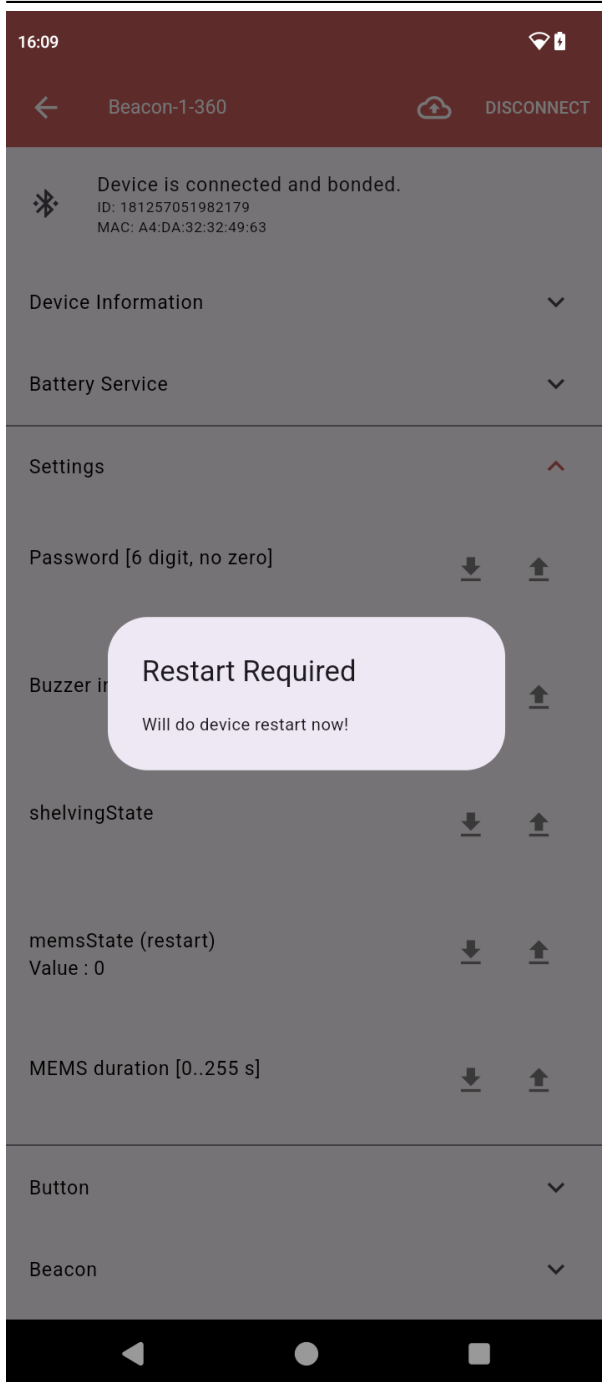 16:09
Beacon-1-360
DISCONNECT
Device is connected and bonded.
ID: 181257051982179
MAC: A4:DA:32:32:49:63
Device Information
Battery Service
Settings
Password [6 digit, no zero]
Restart Required
Buzzer
Will do device restart now!
shelvingState
memsState (restart)
Value : 0
MEMS duration [0..255 s]
Button
Beacon